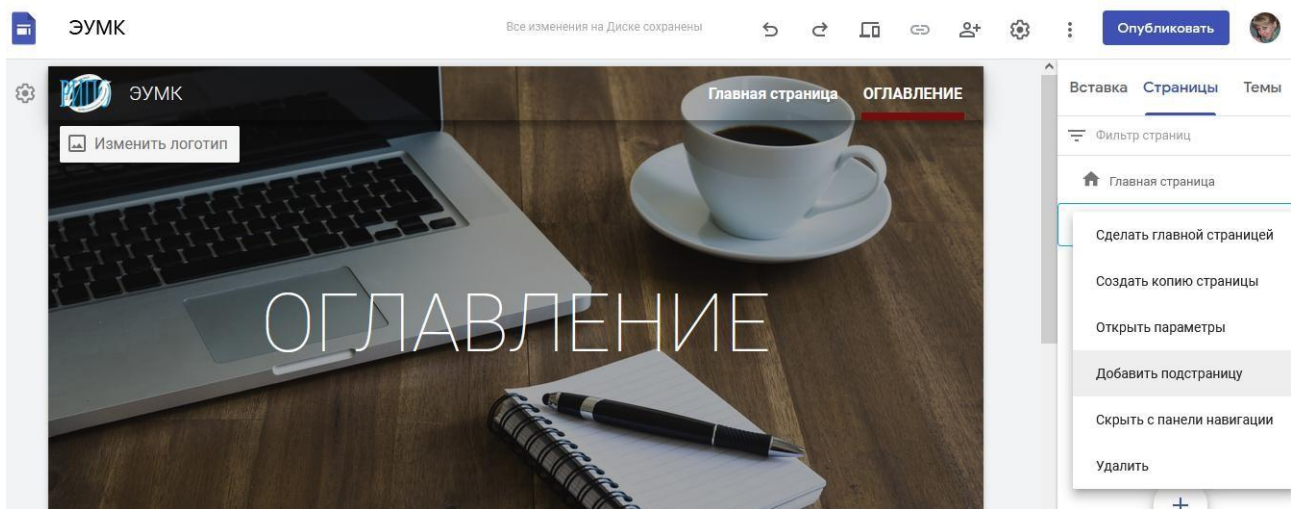 ЭУМК
Все изменения на Диске сохранены
Опубликовать
ЭУМК
Главная страница ОГЛАВЛЕНИЕ
Изменить логотип
ОГЛАВЛЕНИЕ
Вставка Страницы Темы
Фильтр страниц
Главная страница
Сделать главной страницей
Создать копию страницы
Открыть параметры
Добавить подстраницу
Скрыть с панели навигации
Удалить